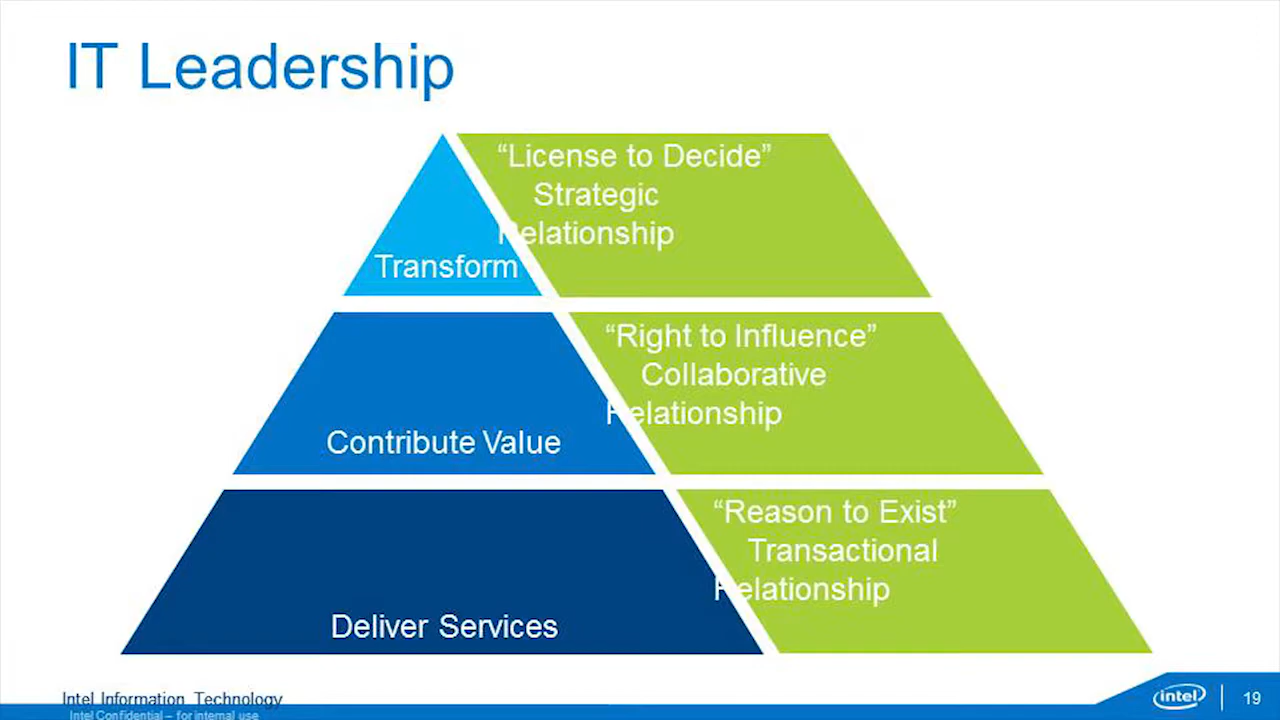 IT Leadership
“License to Decide”
Strategic
Relationship
Transform
“Right to Influence”
Collaborative
Relationship
Contribute Value
“Reason to Exist”
Transactional
Relationship
Deliver Services
Intel Information Technology
Intel Confidential – for internal use
intel
19